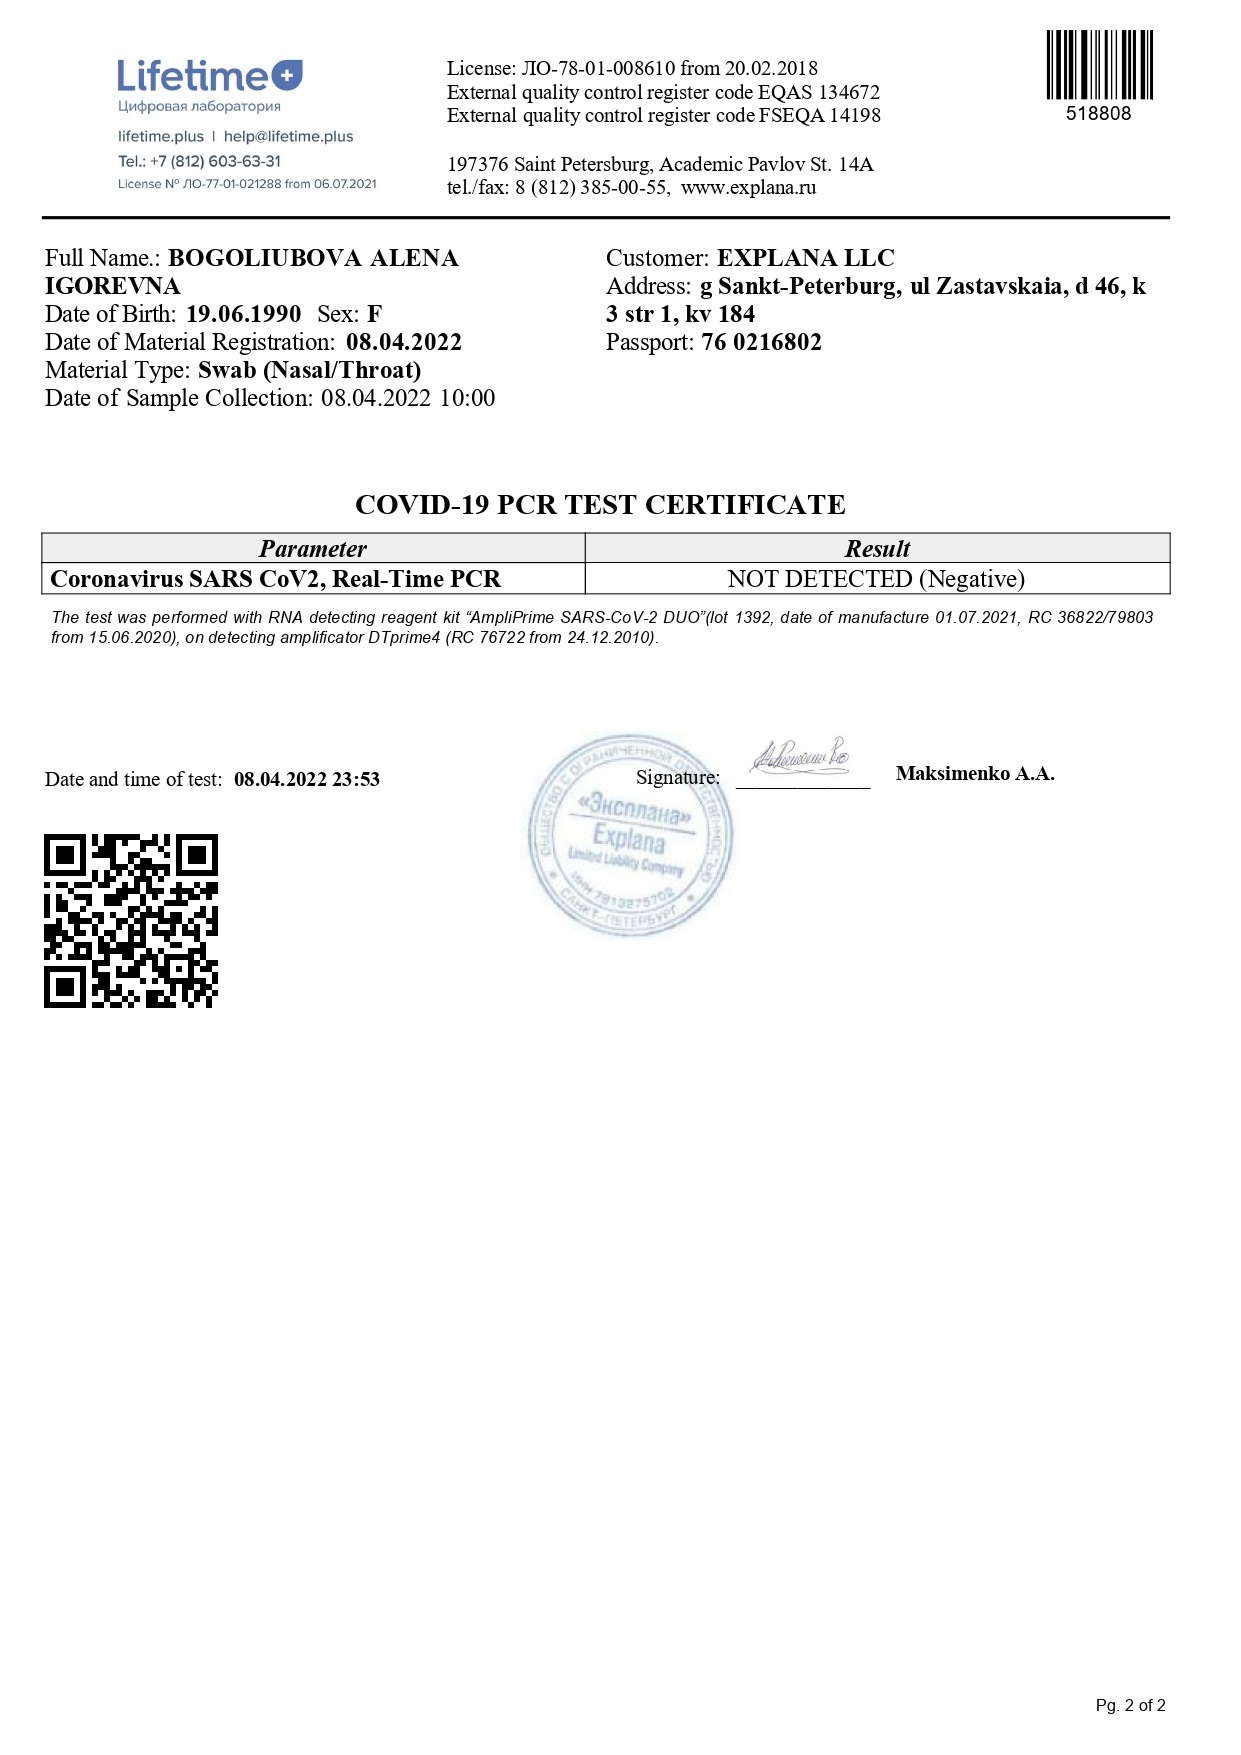 Lifetime
Цифровая лаборатория
lifetime.plus | help@lifetime.plus
Tel.: +7 (812) 603-63-31
License Nº ЛО-77-01-021288 from 06.07.2021
License: ЛО-78-01-008610 from 20.02.2018
External quality control register code EQAS 134672
External quality control register code FSEQA 14198
197376 Saint Petersburg, Academic Pavlov St. 14A
tel./fax: 8 (812) 385-00-55, www.explana.ru
518808
Full Name.: BOGOLIUBOVA ALENA
IGOREVNA
Date of Birth: 19.06.1990 Sex: F
Date of Material Registration: 08.04.2022
Material Type: Swab (Nasal/Throat)
Date of Sample Collection: 08.04.2022 10:00
Customer: EXPLANA LLC
Address: g Sankt-Peterburg, ul Zastavskaia, d 46, k
3 str 1, kv 184
Passport: 76 0216802
COVID-19 PCR TEST CERTIFICATE
Parameter Result
Coronavirus SARS CoV2, Real-Time PCR NOT DETECTED (Negative)
The test was performed with RNA detecting reagent kit “AmpliPrime SARS-CoV-2 DUO”(lot 1392, date of manufacture 01.07.2021, RC 36822/79803
from 15.06.2020), on detecting amplificator DTprime4 (RC 76722 from 24.12.2010).
Date and time of test: 08.04.2022 23:53
Signature: Maksimenko A.A.
ОБЩЕСТВО С ОГРАНИЧЕННОЙ ОТВЕТСТВЕННОСТЬЮ
«Эксплана»
Explana
Limited Liability Company
ИНН 7813275702
САНКТ-ПЕТЕРБУРГ
Pg. 2 of 2